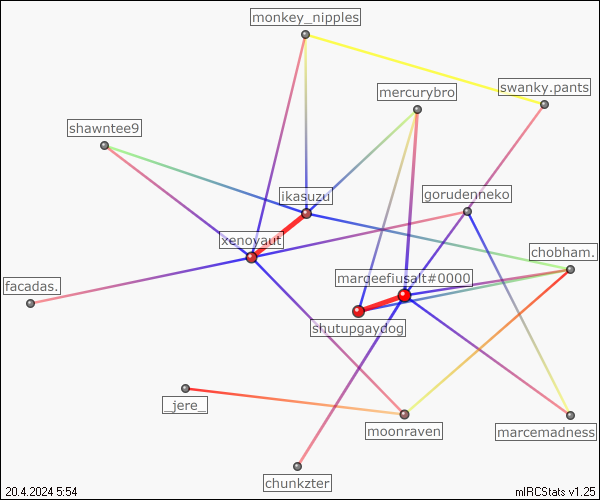 monkey_nipples
swanky.pants
mercurybro
shawntee9
ikasuzu
gorudenneko
xenoyaut
chobham.
facadas.
marqeefiusalt#0000
shutupgaydog
_jere_
moonraven
marcemadness
chunkzter
20.4.2024 5:54
mIRCStats v1.25